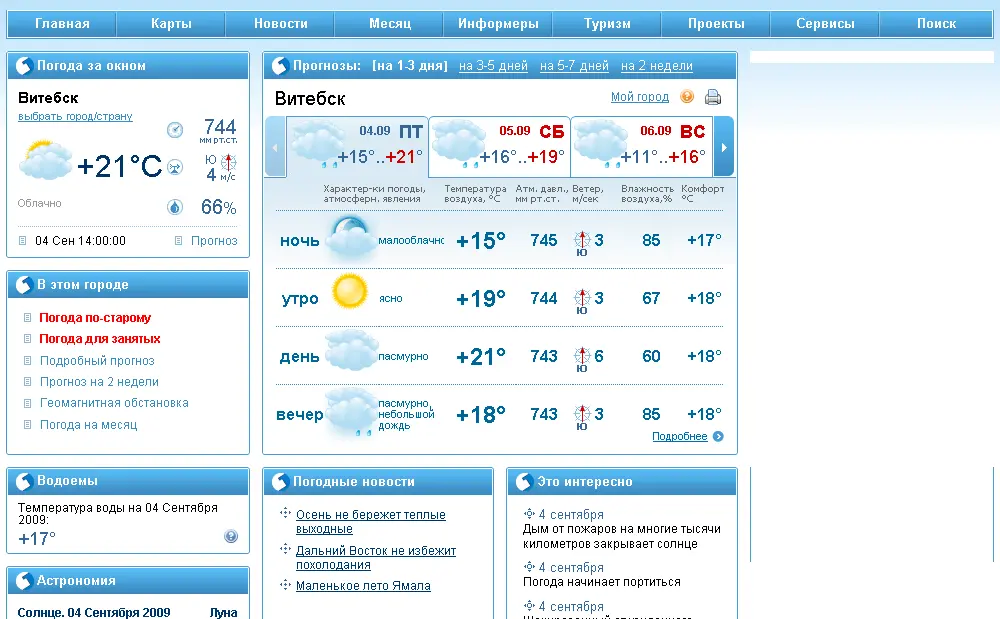 Главная Карты Новости Месяц Информеры Туризм Проекты Сервисы Поиск
Погода за окном
Витебск
выбрать город/страну
744
мм рт.ст.
+21°C
Ю
4 м/с
Облачно
66%
04 Сен 14:00:00 Прогноз
В этом городе
Погода по-старому
Погода для занятых
Подробный прогноз
Прогноз на 2 недели
Геомагнитная обстановка
Погода на месяц
Водоемы
Температура воды на 04 Сентября
2009:
+17°
Астрономия
Солнце. 04 Сентября 2009 Луна
Прогнозы: [на 1-3 дня] на 3-5 дней на 5-7 дней на 2 недели
Витебск Мой город
04.09 ПТ 05.09 СБ 06.09 ВС
+15°..+21° +16°..+19° +11°..+16°
Характер-ки погоды, Температура Атм. давл., Ветер, Влажность Комфорт
атмосферн. явления воздуха, °C мм рт.ст. м/сек воздуха,% °C
ночь малооблачно +15° 745 3 85 +17°
Ю
утро ясно +19° 744 3 67 +18°
Ю
день пасмурно +21° 743 6 60 +18°
Ю
пасмурно,
вечер небольшой +18° 743 3 85 +18°
дождь Ю
Подробнее
Погодные новости
Осень не бережет теплые
выходные
Дальний Восток не избежит
похолодания
Маленькое лето Ямала
Это интересно
4 сентября
Дым от пожаров на многие тысячи
километров закрывает солнце
4 сентября
Погода начинает портиться
4 сентября